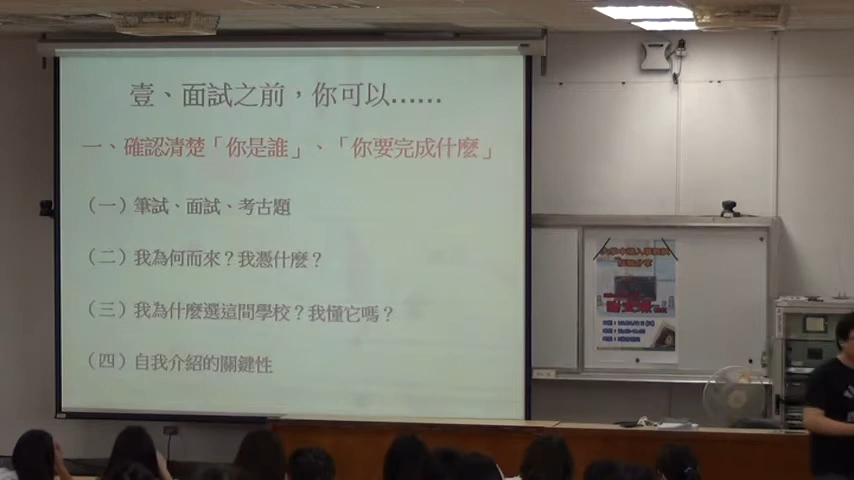 壹、面試之前，你可以……
一、確認清楚「你是誰」、「你要完成什麼」
（一）筆試、面試、考古題
（二）我為何而來？我憑什麼？
（三）我為什麼選這間學校？我懂它嗎？
（四）自我介紹的關鍵性